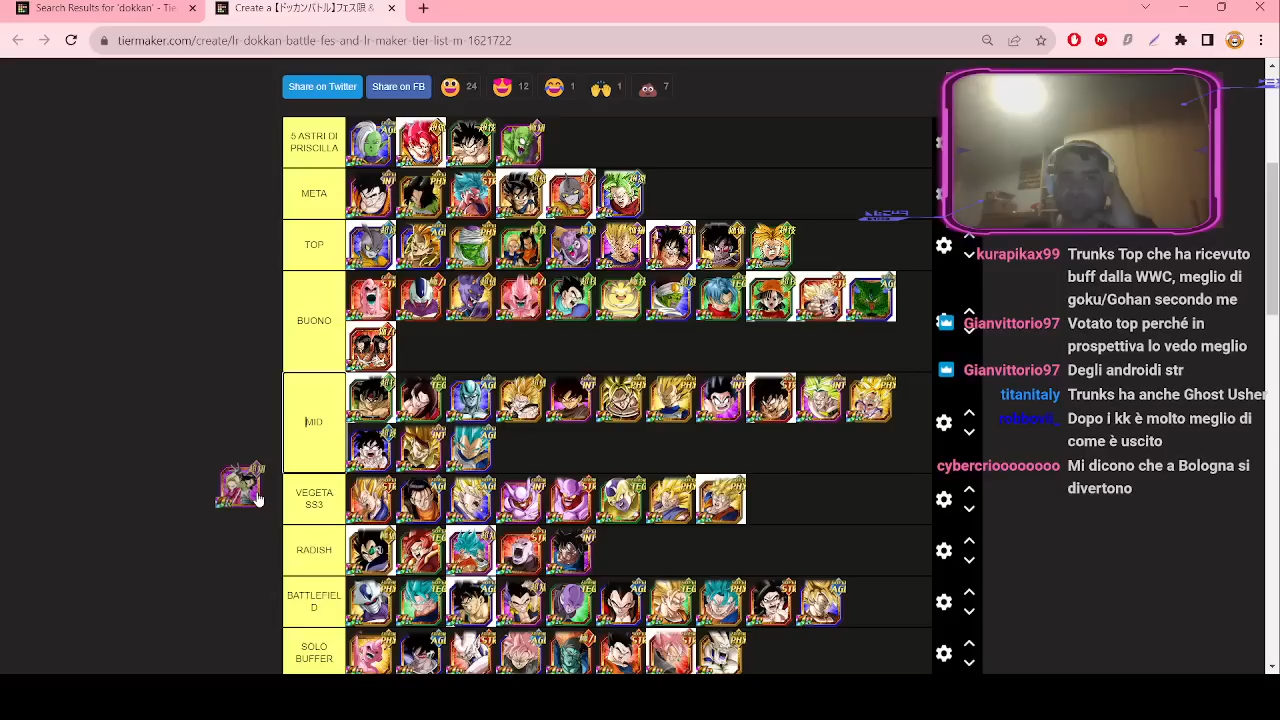 Search Results for 'dokkan' - Tie
Create a【ドッカンバトル】フェス限 &
tiermaker.com/create/lr-dokkan-battle-fes-and-lr-maker-tier-list-m-1621722
Share on Twitter
Share on FB
24
12
1
1
7
5 ASTRI DI
PRISCILLA
META
TOP
BUONO
MID
VEGETA
SS3
RADISH
BATTLEFIEL
D
SOLO
BUFFER
kurapikax99 Trunks Top che ha ricevuto
buff dalla WWC, meglio di
goku/Gohan secondo me
Gianvittorio97 Votato top perché in
prospettiva lo vedo meglio
Gianvittorio97 Degli androidi str
titanitaly Trunks ha anche Ghost Usher
Dopo i kk è molto meglio di
come è uscito
cybercrioooooooo Mi dicono che a Bologna si
divertono